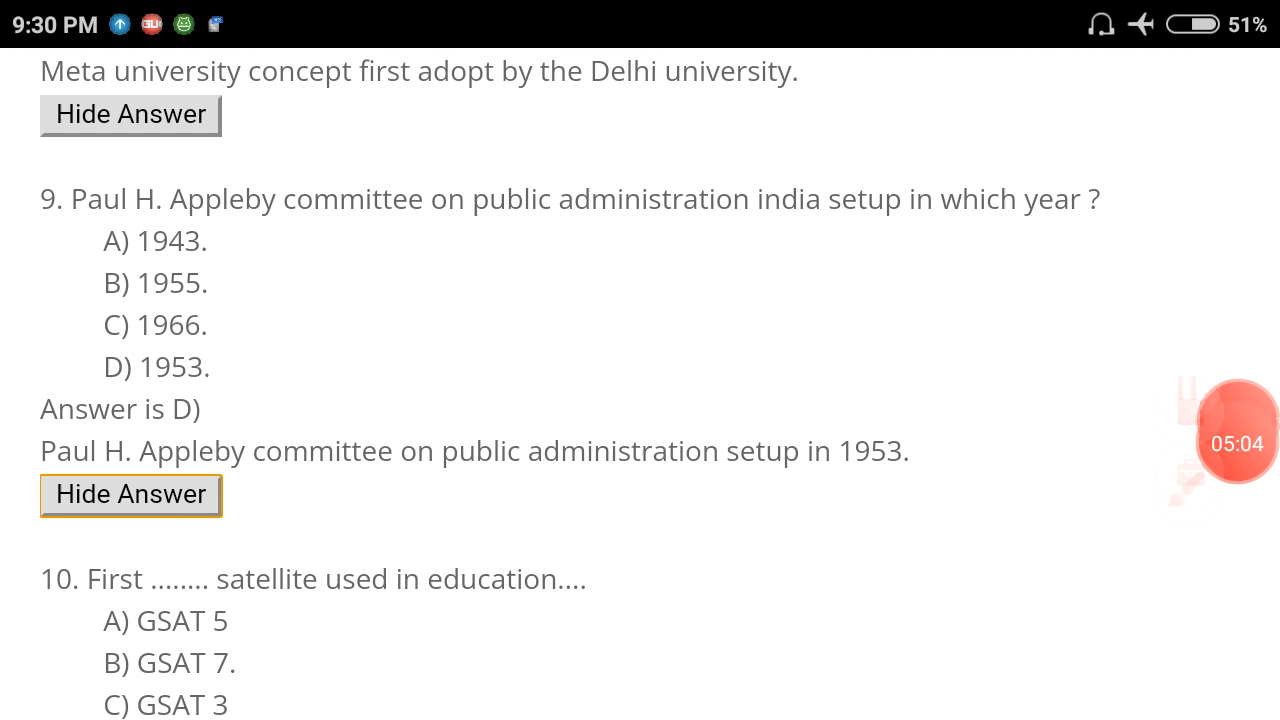 9:30 PM
51%
Meta university concept first adopt by the Delhi university.
Hide Answer
9. Paul H. Appleby committee on public administration india setup in which year ?
A) 1943.
B) 1955.
C) 1966.
D) 1953.
Answer is D)
Paul H. Appleby committee on public administration setup in 1953.
05:04
Hide Answer
10. First ........ satellite used in education....
A) GSAT 5
B) GSAT 7.
C) GSAT 3